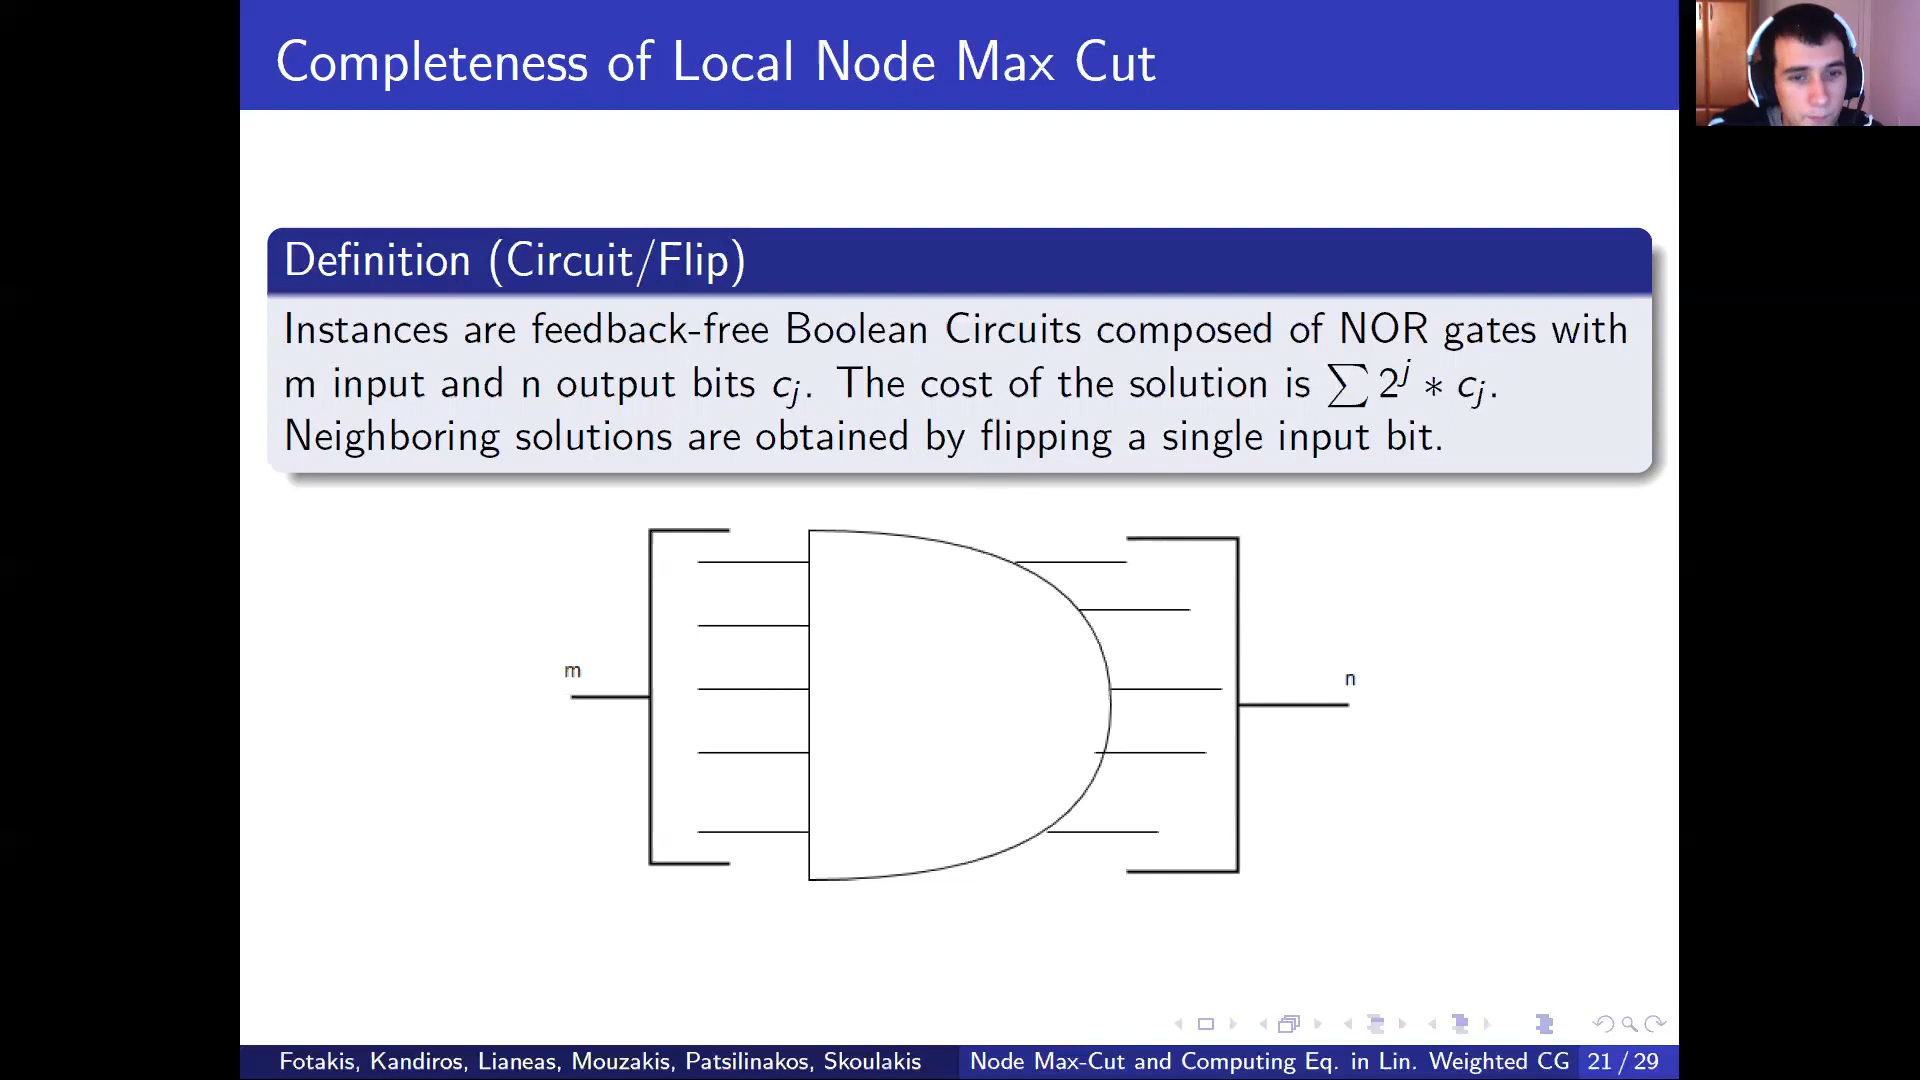 Completeness of Local Node Max Cut
Definition (Circuit/Flip)
Instances are feedback-free Boolean Circuits composed of NOR gates with
m input and n output bits c_j. The cost of the solution is ∑ 2^j * c_j.
Neighboring solutions are obtained by flipping a single input bit.
m
n
Fotakis, Kandiros, Lianeas, Mouzakis, Patsilinakos, Skoulakis
Node Max-Cut and Computing Eq. in Lin. Weighted CG
21 / 29